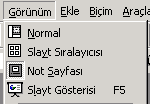 Görünüm Ekle Biçim Araçla
Normal
Slayt Sıralayıcısı
Not Sayfası
Slayt Gösterisi F5